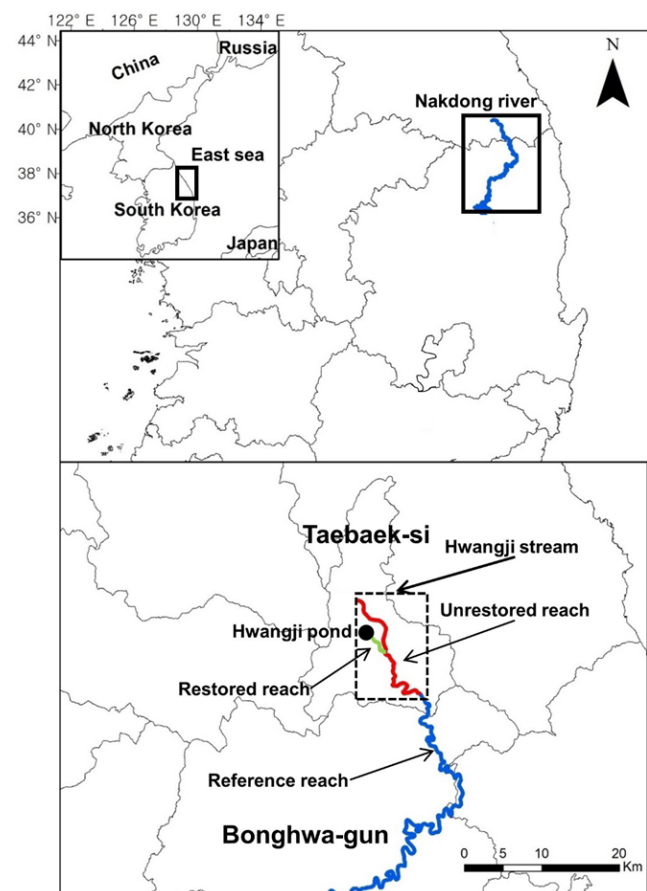 122° E 126° E 130° E 134° E
44° N
40° N
38° N
36° N
China
Russia
North Korea
East sea
South Korea
Japan
N
Nakdong river
Taebaek-si
Hwangji stream
Unrestored reach
Hwangji pond
Restored reach
Reference reach
Bonghwa-gun
0 5 10 20
Km